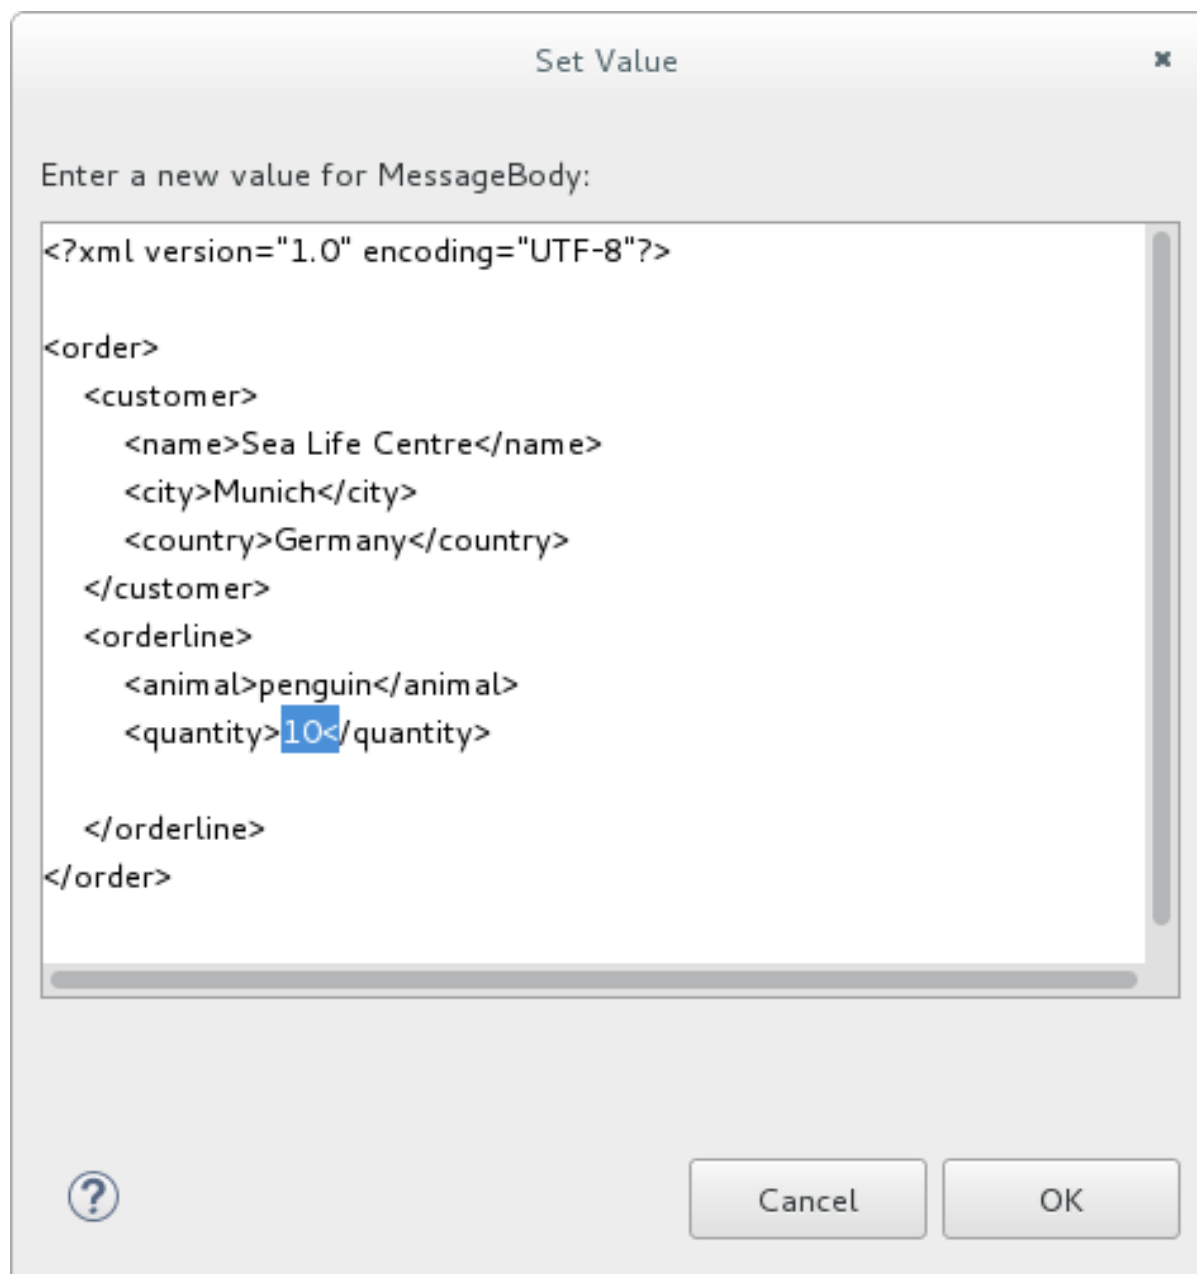 Set Value
Enter a new value for MessageBody:
<?xml version="1.0" encoding="UTF-8"?>
<order>
<customer>
<name>Sea Life Centre</name>
<city>Munich</city>
<country>Germany</country>
</customer>
<orderline>
<animal>penguin</animal>
<quantity>10</quantity>
</orderline>
</order>
?
Cancel OK